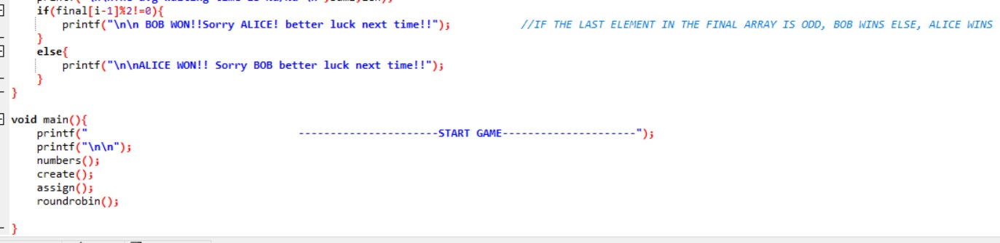 if(final[i-1]%2!=0){
printf("\n\n BOB WON!!Sorry ALICE! better luck next time!!"); //IF THE LAST ELEMENT IN THE FINAL ARRAY IS ODD, BOB WINS ELSE, ALICE WINS
}
else{
printf("\n\nALICE WON!! Sorry BOB better luck next time!!");
}
}
void main(){
printf("                                 ----------------------START GAME---------------------");
printf("\n\n");
numbers();
create();
assign();
roundrobin();
}